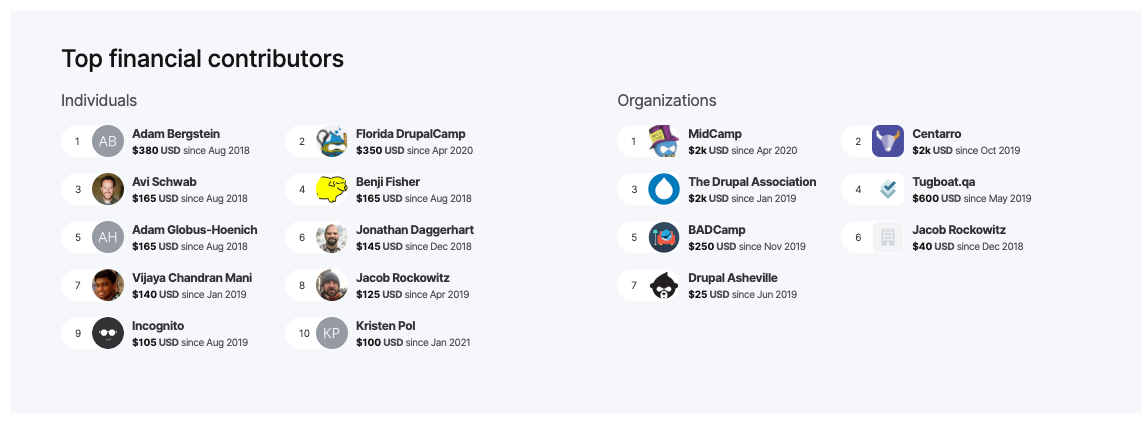 Top financial contributors
Individuals
1 AB Adam Bergstein
$380 USD since Aug 2018
2 Florida DrupalCamp
$350 USD since Apr 2020
3 Avi Schwab
$165 USD since Aug 2018
4 Benji Fisher
$165 USD since Aug 2018
5 AH Adam Globus-Hoenich
$165 USD since Aug 2018
6 Jonathan Daggerhart
$145 USD since Dec 2018
7 Vijaya Chandran Mani
$140 USD since Jan 2019
8 Jacob Rockowitz
$125 USD since Apr 2019
9 Incognito
$105 USD since Aug 2019
10 KP Kristen Pol
$100 USD since Jan 2021
Organizations
1 MidCamp
$2k USD since Apr 2020
2 Centarro
$2k USD since Oct 2019
3 The Drupal Association
$2k USD since Jan 2019
4 Tugboat.qa
$600 USD since May 2019
5 BADCamp
$250 USD since Nov 2019
6 Jacob Rockowitz
$40 USD since Dec 2018
7 Drupal Asheville
$25 USD since Jun 2019